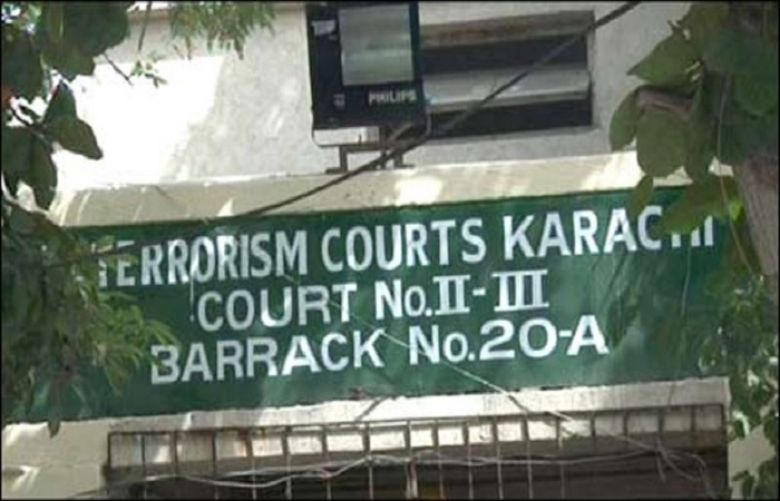 PHILIPS
TERRORISM COURTS KARACHI
COURT No.II-III
BARRACK No.20-A